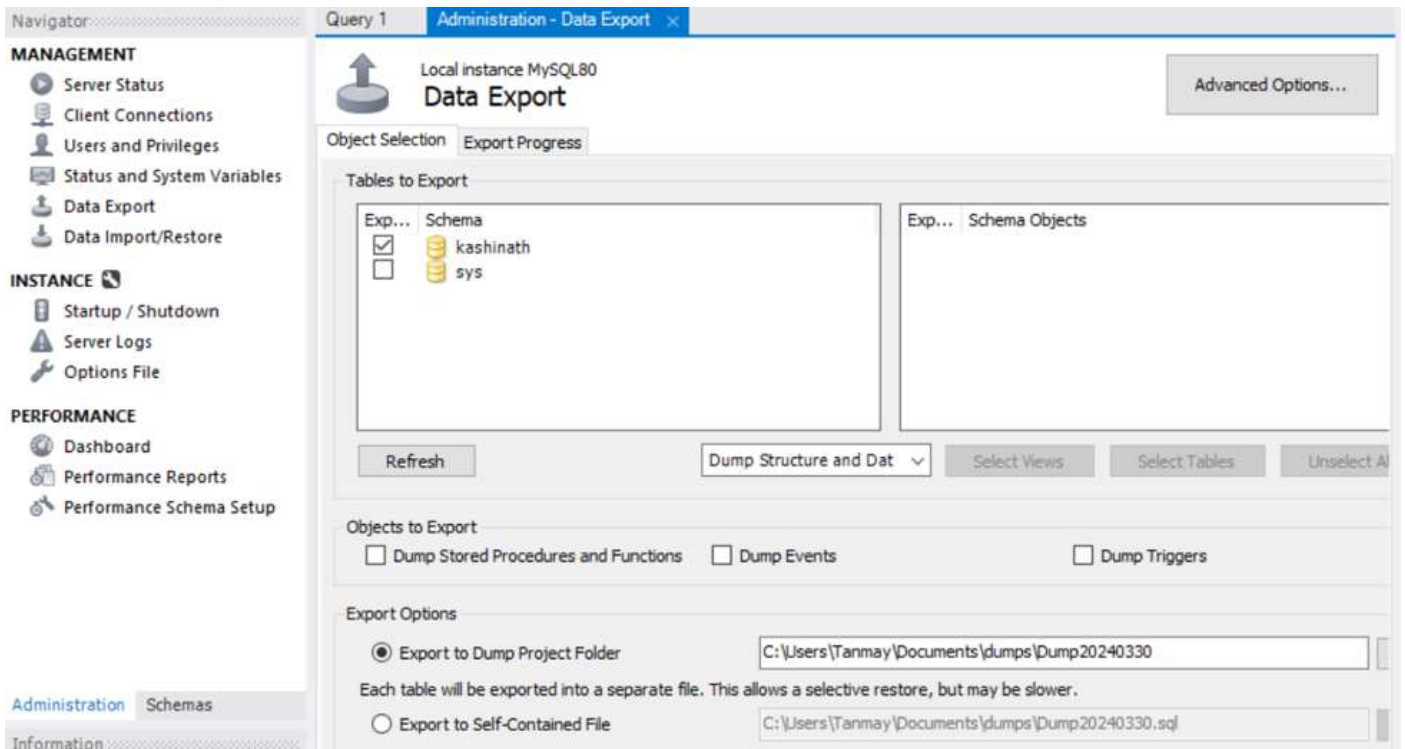 Navigator
MANAGEMENT
Server Status
Client Connections
Users and Privileges
Status and System Variables
Data Export
Data Import/Restore
INSTANCE
Startup / Shutdown
Server Logs
Options File
PERFORMANCE
Dashboard
Performance Reports
Performance Schema Setup
Administration Schemas
Information
Query 1 Administration - Data Export
Local instance MySQL80
Data Export
Advanced Options...
Object Selection Export Progress
Tables to Export
Exp... Schema
kashinath
sys
Exp... Schema Objects
Refresh Dump Structure and Dat Select Views Select Tables Unselect Al
Objects to Export
Dump Stored Procedures and Functions Dump Events Dump Triggers
Export Options
Export to Dump Project Folder C:\Users\Tanmay\Documents\dumps\Dump20240330
Each table will be exported into a separate file. This allows a selective restore, but may be slower.
Export to Self-Contained File C:\Users\Tanmay\Documents\dumps\Dump20240330.sql